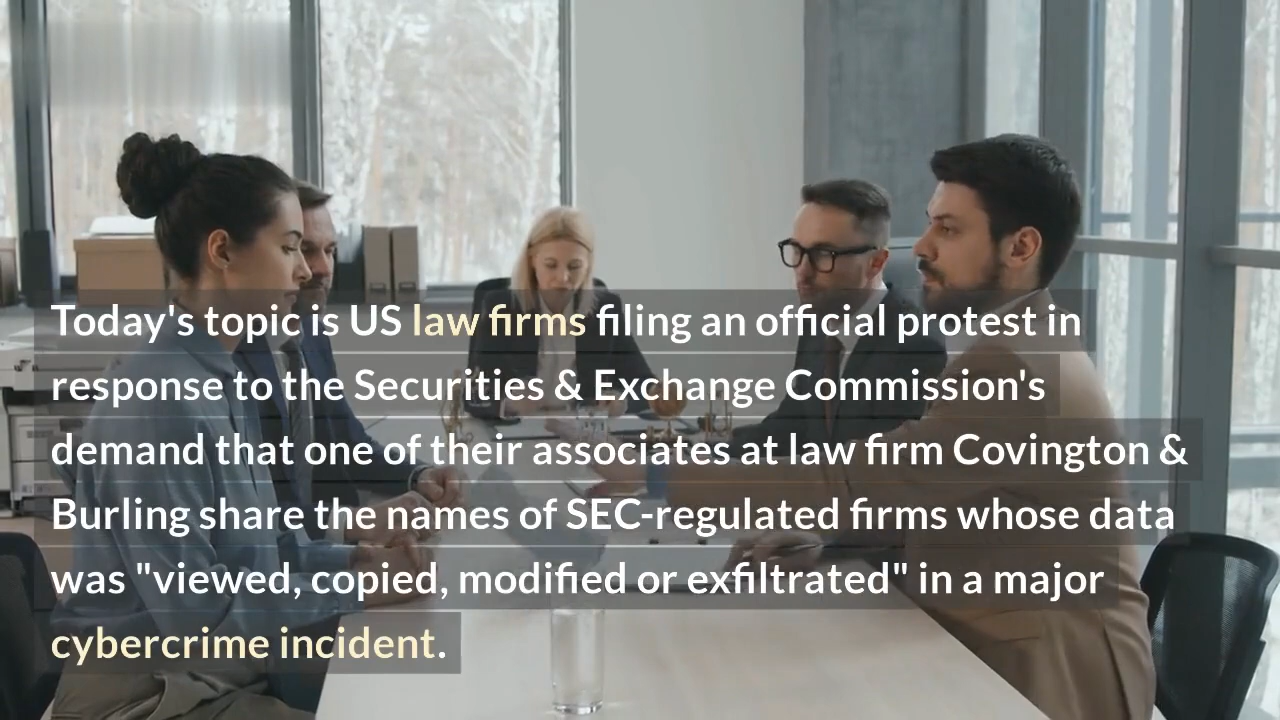 Today's topic is US law firms filing an official protest in
response to the Securities & Exchange Commission's
demand that one of their associates at law firm Covington &
Burling share the names of SEC-regulated firms whose data
was "viewed, copied, modified or exfiltrated" in a major
cybercrime incident.